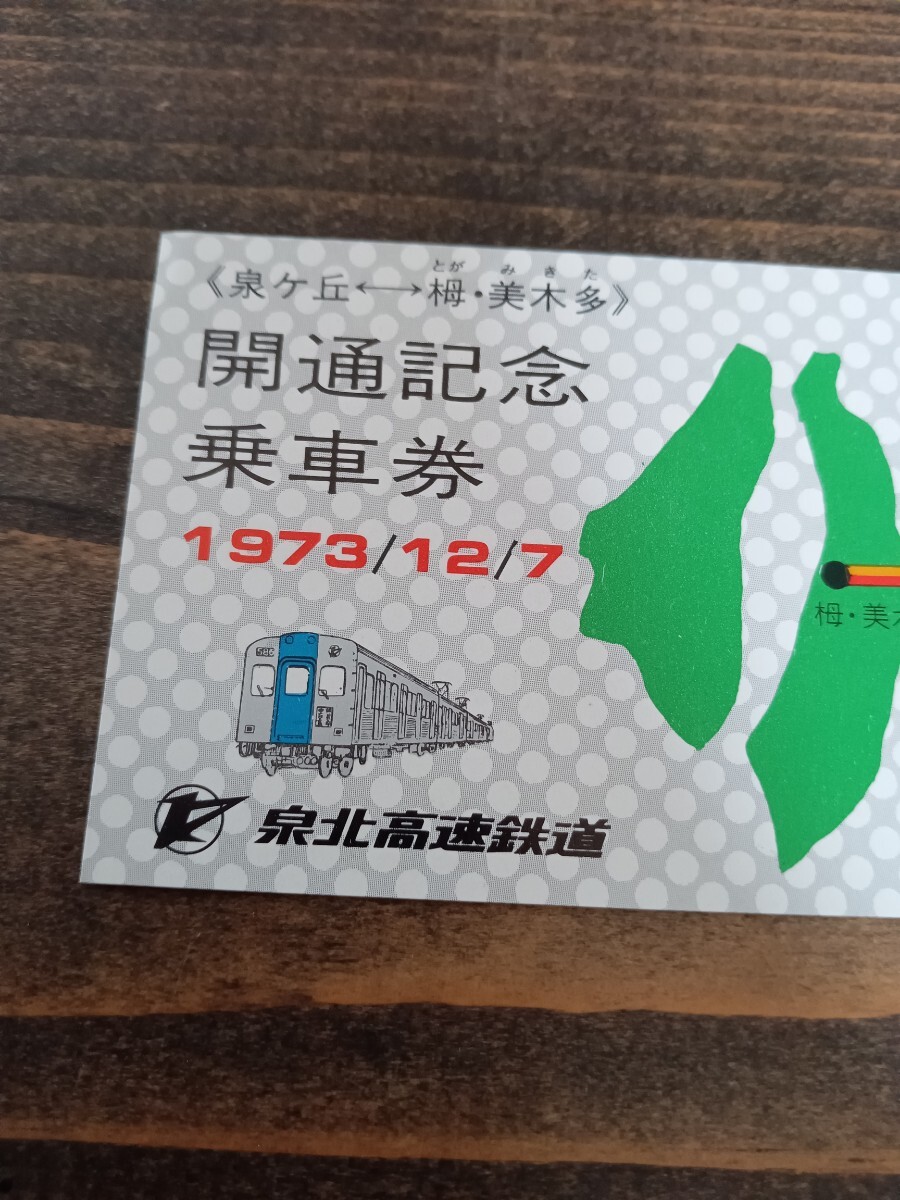 とが みきた
《泉ケ丘←→栂・美木多》
開通記念
乗車券
1973/12/7
栂・美木
580
泉北高速鉄道